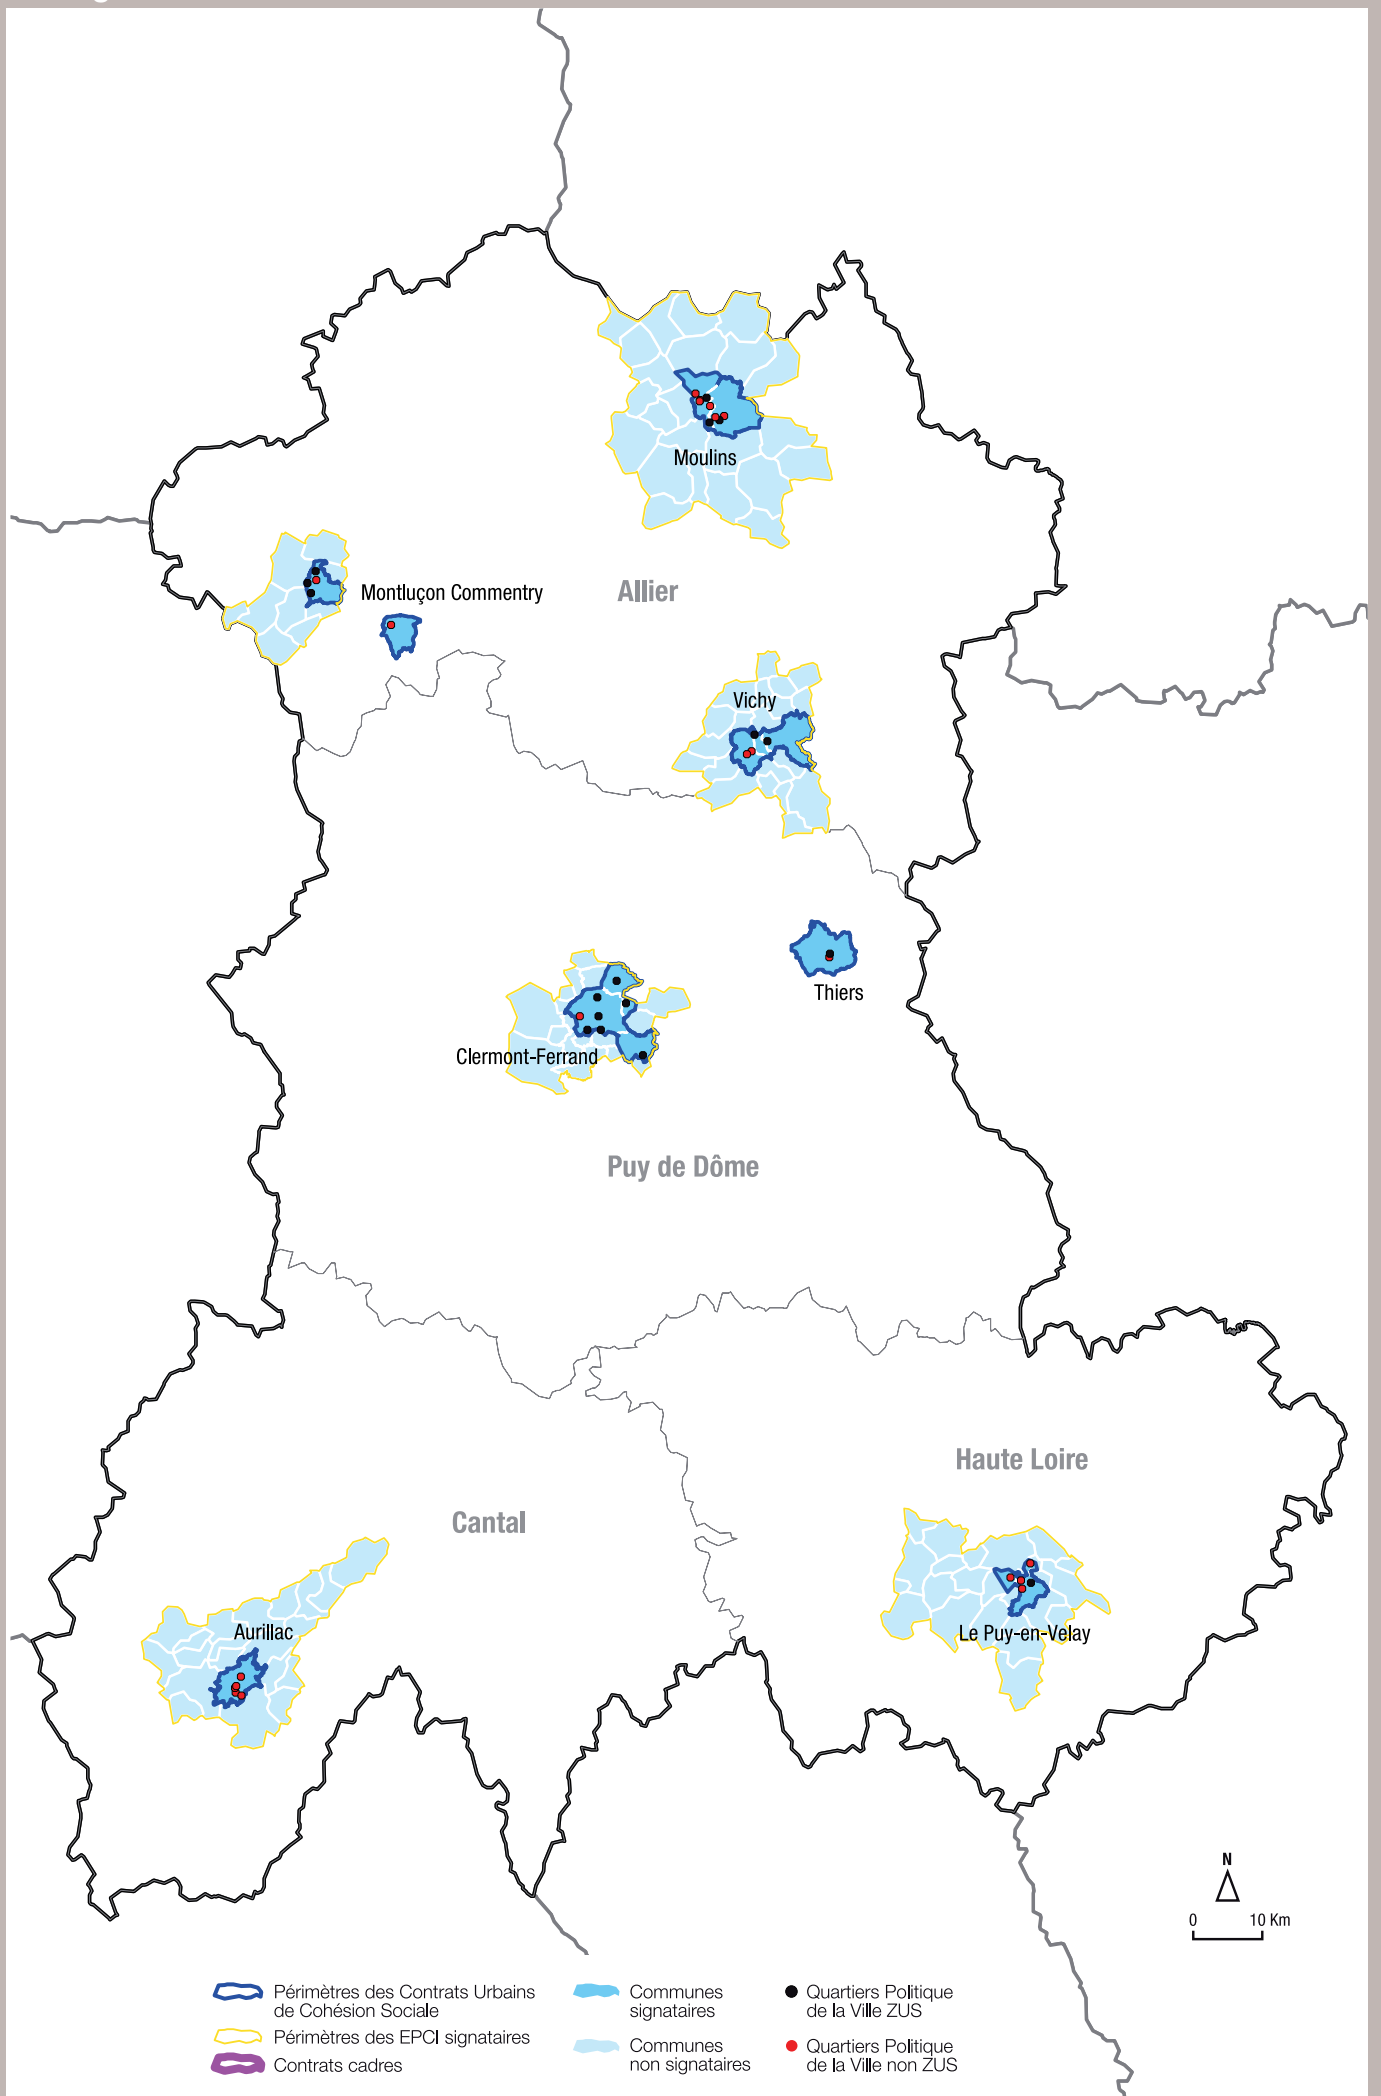 Moulins
Montluçon Commentry
Allier
Vichy
Thiers
Clermont-Ferrand
Puy de Dôme
Haute Loire
Cantal
Aurillac
Le Puy-en-Velay
N
0 10 Km
Périmètres des Contrats Urbains
de Cohésion Sociale
Périmètres des EPCI signataires
Contrats cadres
Communes
signataires
Communes
non signataires
Quartiers Politique
de la Ville ZUS
Quartiers Politique
de la Ville non ZUS